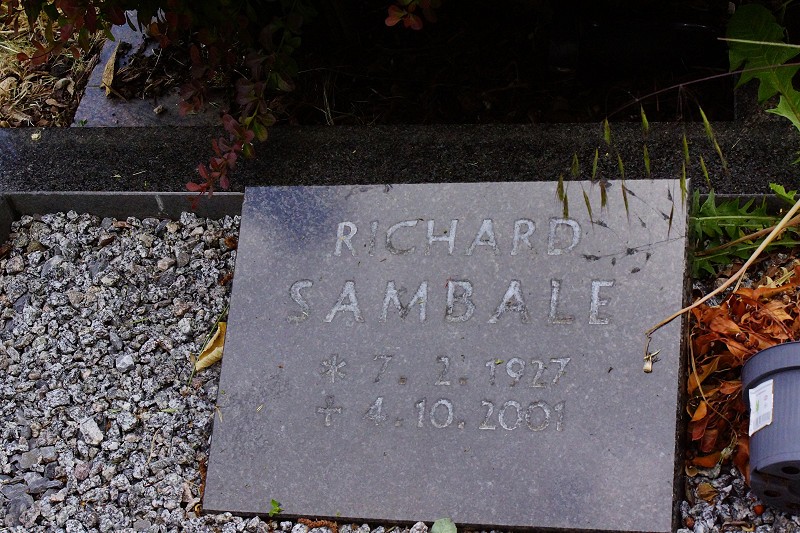 RICHARD
SAMBALE
* 7. 2. 1927
† 4. 10. 2001